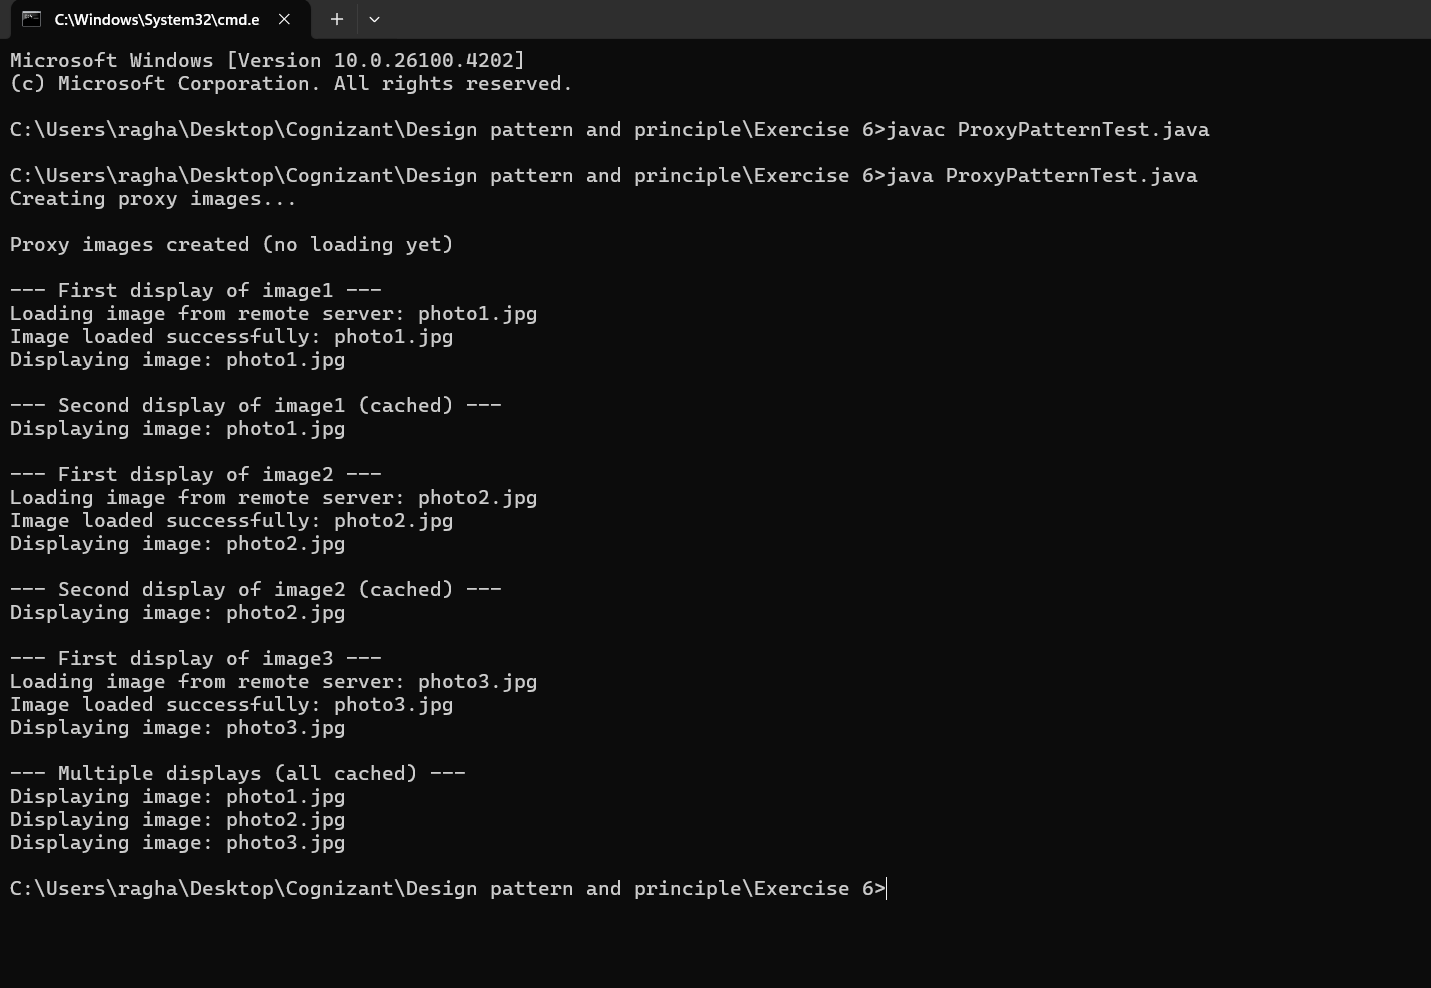 C:\Windows\System32\cmd.e
Microsoft Windows [Version 10.0.26100.4202]
(c) Microsoft Corporation. All rights reserved.
C:\Users\ragha\Desktop\Cognizant\Design pattern and principle\Exercise 6>javac ProxyPatternTest.java
C:\Users\ragha\Desktop\Cognizant\Design pattern and principle\Exercise 6>java ProxyPatternTest.java
Creating proxy images...
Proxy images created (no loading yet)
--- First display of image1 ---
Loading image from remote server: photo1.jpg
Image loaded successfully: photo1.jpg
Displaying image: photo1.jpg
--- Second display of image1 (cached) ---
Displaying image: photo1.jpg
--- First display of image2 ---
Loading image from remote server: photo2.jpg
Image loaded successfully: photo2.jpg
Displaying image: photo2.jpg
--- Second display of image2 (cached) ---
Displaying image: photo2.jpg
--- First display of image3 ---
Loading image from remote server: photo3.jpg
Image loaded successfully: photo3.jpg
Displaying image: photo3.jpg
--- Multiple displays (all cached) ---
Displaying image: photo1.jpg
Displaying image: photo2.jpg
Displaying image: photo3.jpg
C:\Users\ragha\Desktop\Cognizant\Design pattern and principle\Exercise 6>